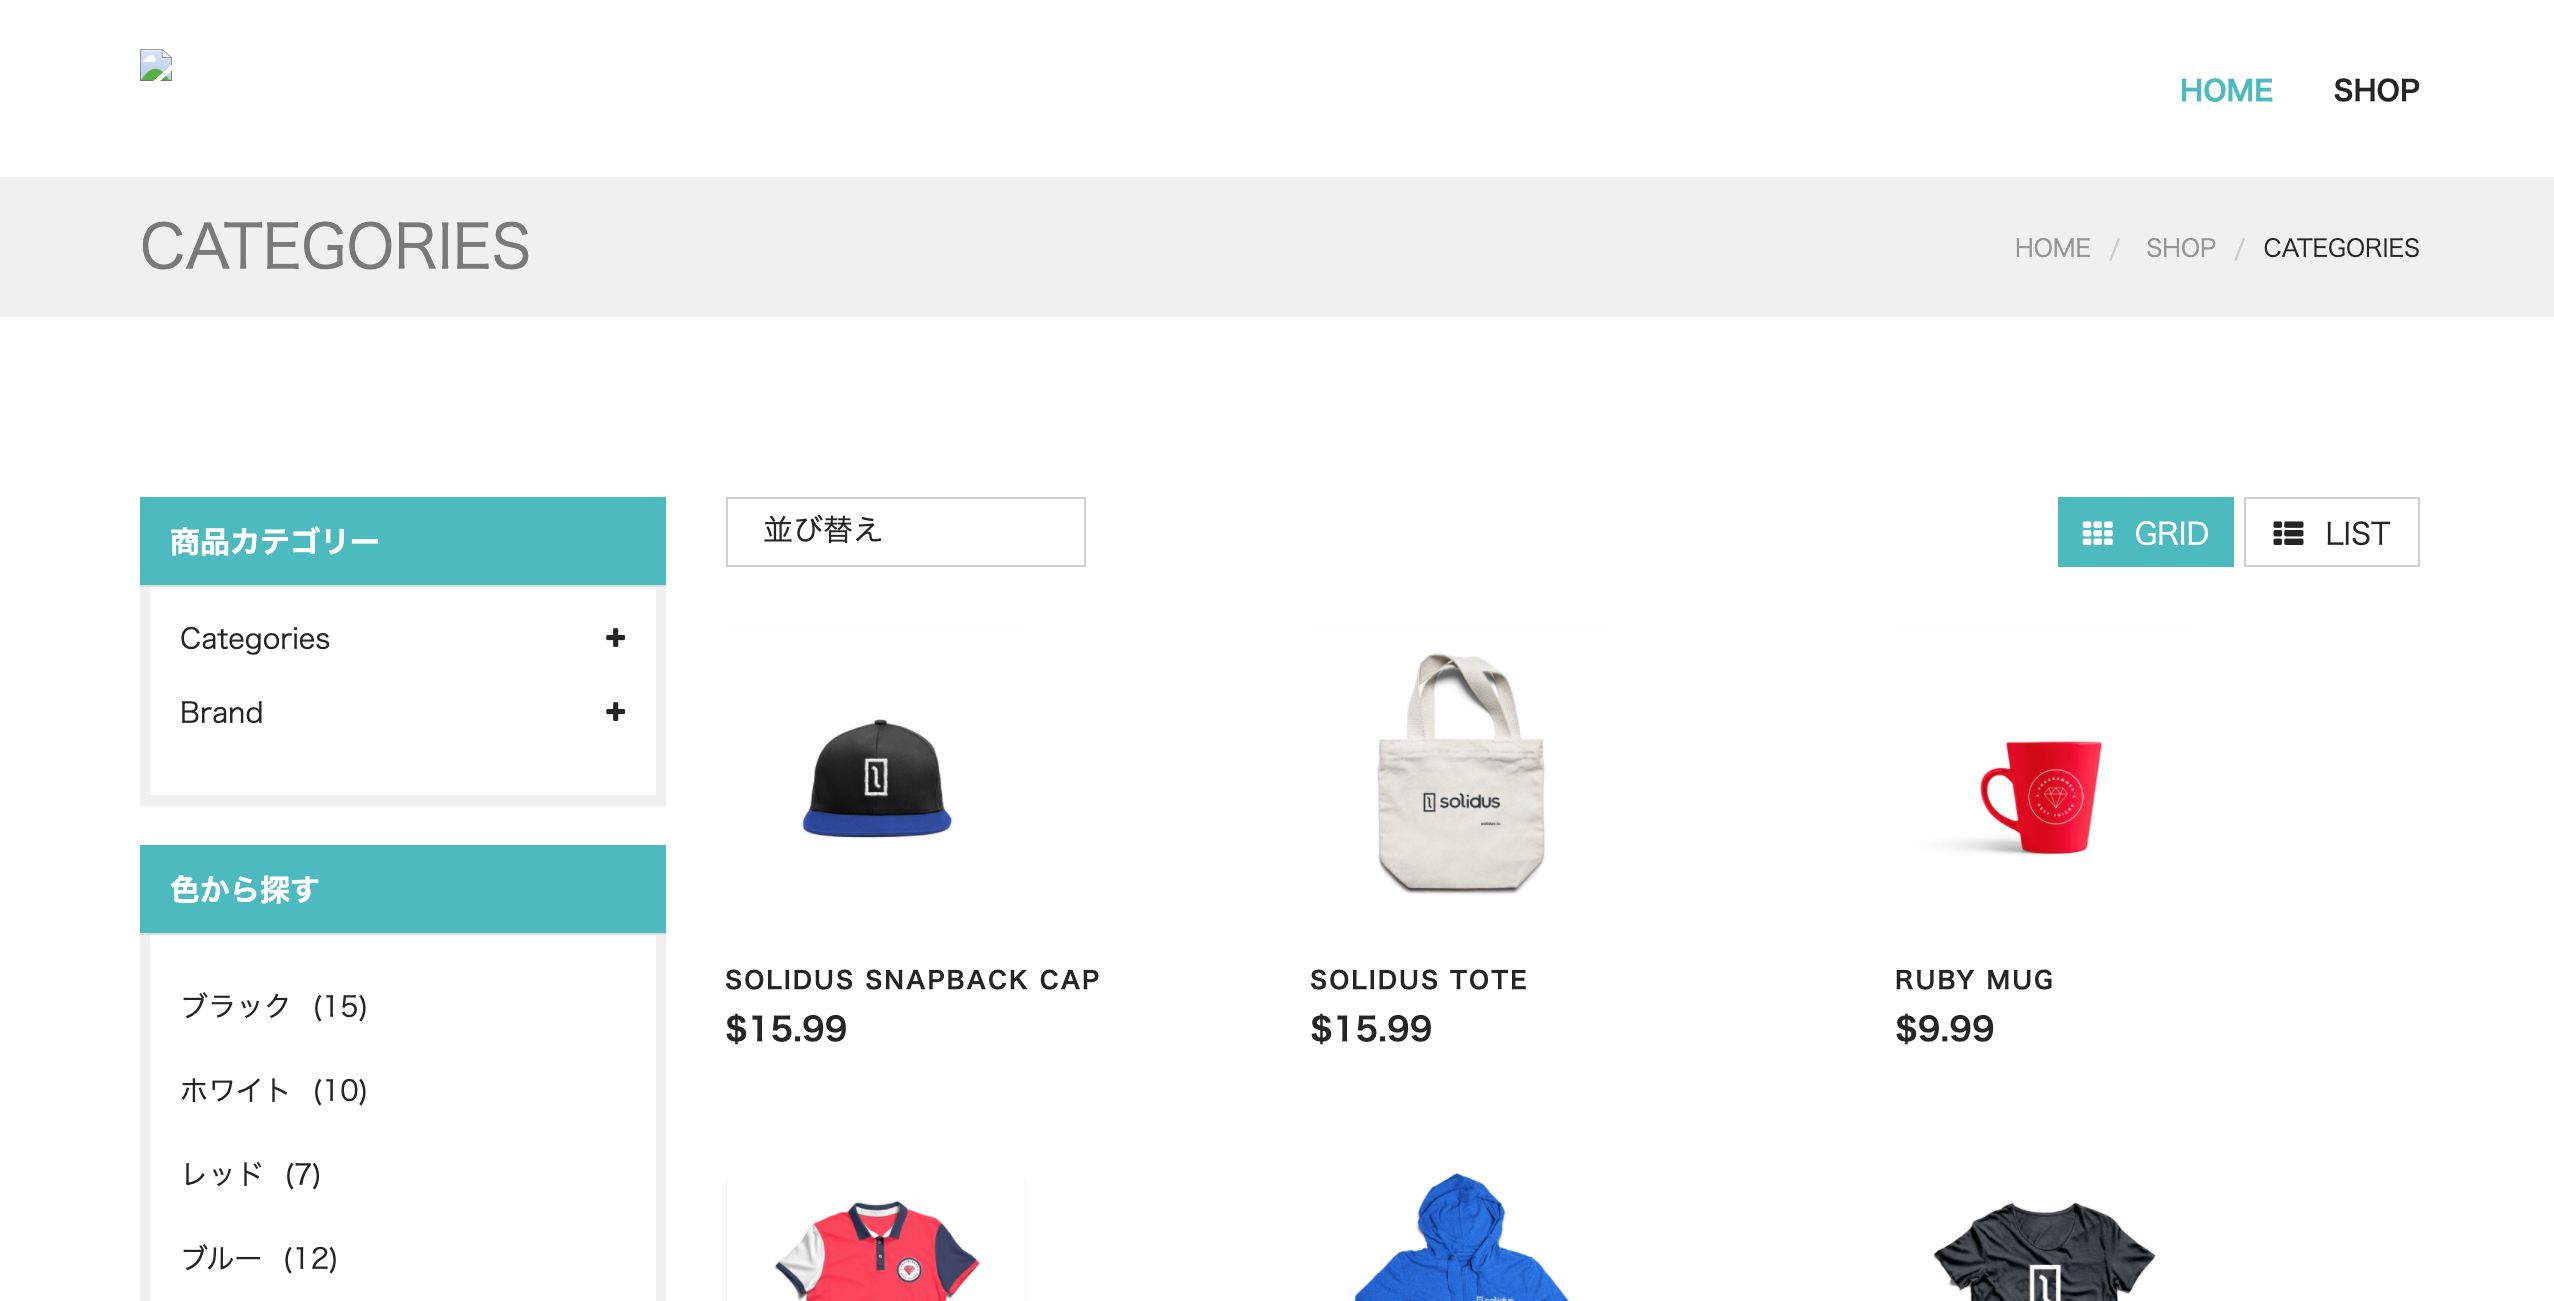 HOME SHOP
CATEGORIES
HOME / SHOP / CATEGORIES
商品カテゴリー
Categories
Brand
色から探す
ブラック (15)
ホワイト (10)
レッド (7)
ブルー (12)
並び替え
GRID LIST
solidus
SOLIDUS SNAPBACK CAP
$15.99
SOLIDUS TOTE
$15.99
RUBY MUG
$9.99
solidus